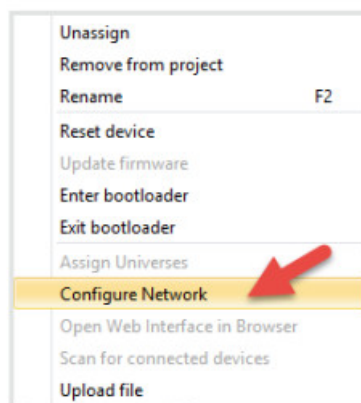 Unassign
Remove from project
Rename F2
Reset device
Update firmware
Enter bootloader
Exit bootloader
Assign Universes
Configure Network
Open Web Interface in Browser
Scan for connected devices
Upload file